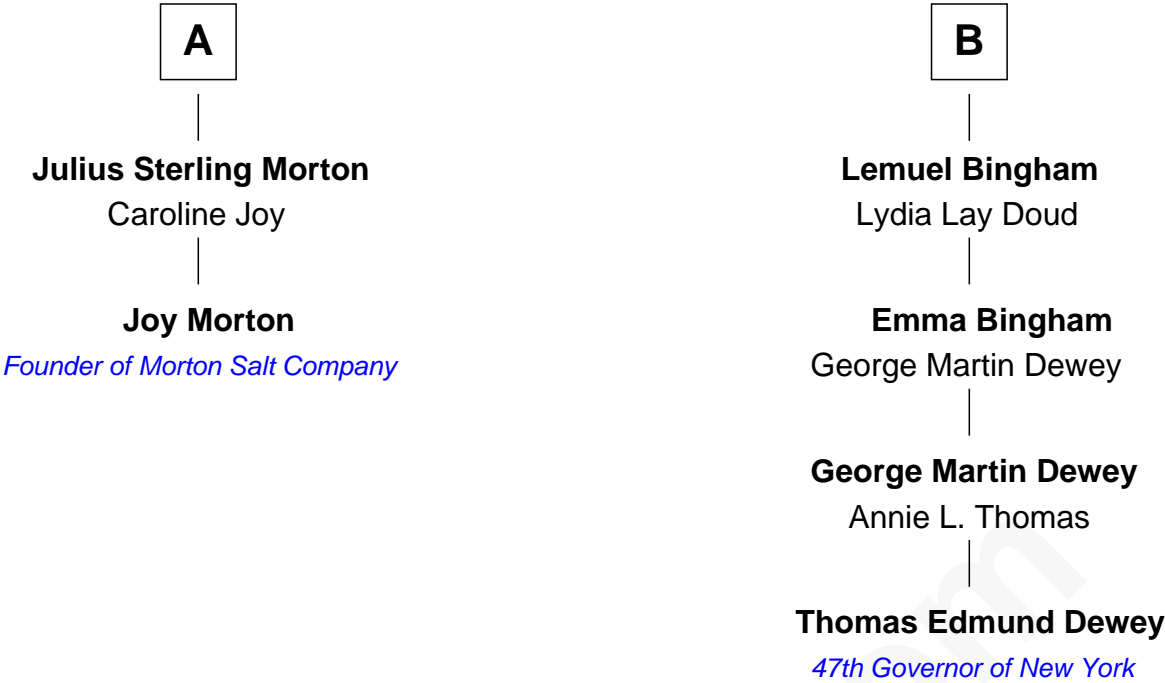 A
Julius Sterling Morton
Caroline Joy
Joy Morton
Founder of Morton Salt Company
B
Lemuel Bingham
Lydia Lay Doud
Emma Bingham
George Martin Dewey
George Martin Dewey
Annie L. Thomas
Thomas Edmund Dewey
47th Governor of New York
om